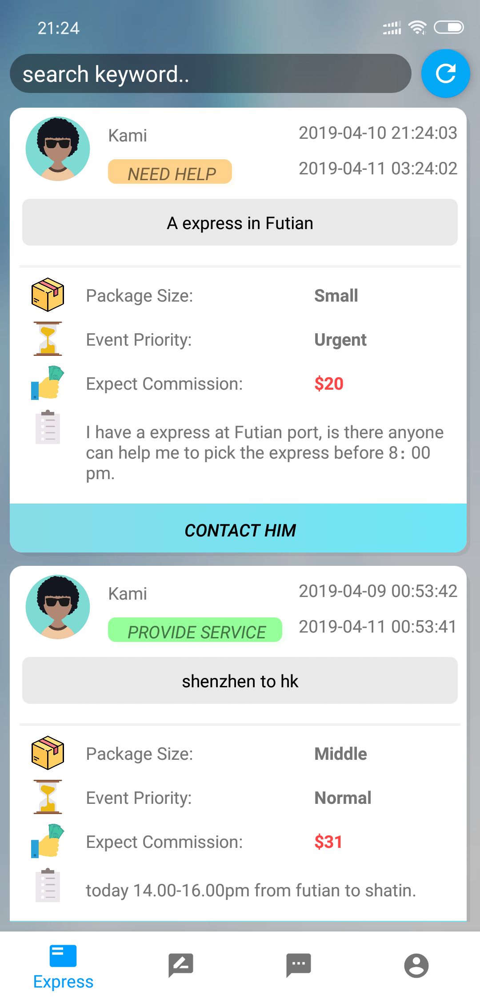 21:24
search keyword..
Kami
2019-04-10 21:24:03
NEED HELP
2019-04-11 03:24:02
A express in Futian
Package Size:
Small
Event Priority:
Urgent
Expect Commission:
$20
I have a express at Futian port, is there anyone
can help me to pick the express before 8：00
pm.
CONTACT HIM
Kami
2019-04-09 00:53:42
PROVIDE SERVICE
2019-04-11 00:53:41
shenzhen to hk
Package Size:
Middle
Event Priority:
Normal
Expect Commission:
$31
today 14.00-16.00pm from futian to shatin.
Express